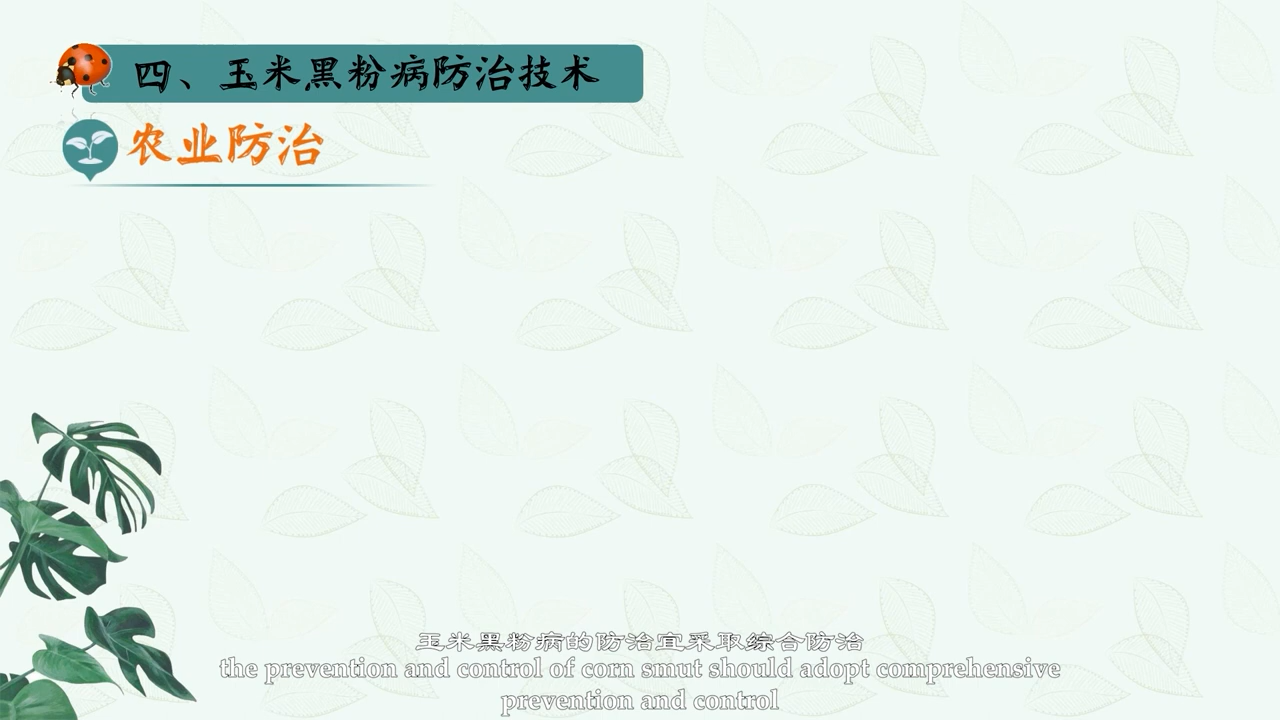 四、玉米黑粉病防治技术
农业防治
玉米黑粉病的防治宜采取综合防治
the prevention and control of corn smut should adopt comprehensive
prevention and control